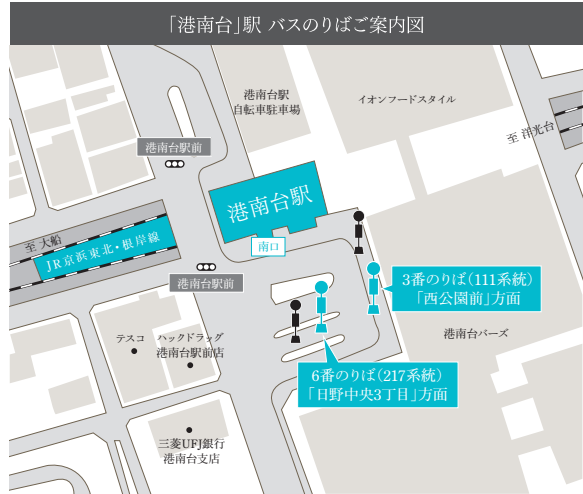 「港南台」駅 バスのりばご案内図
港南台駅
自転車駐車場
イオンフードスタイル
至 洋光台
港南台駅前
港南台駅
南口
至 大船
JR京浜東北・根岸線
港南台駅前
3番のりば(111系統)
「西公園前」方面
港南台バーズ
テスコ
ハックドラッグ
港南台駅前店
6番のりば(217系統)
「日野中央3丁目」方面
三菱UFJ銀行
港南台支店